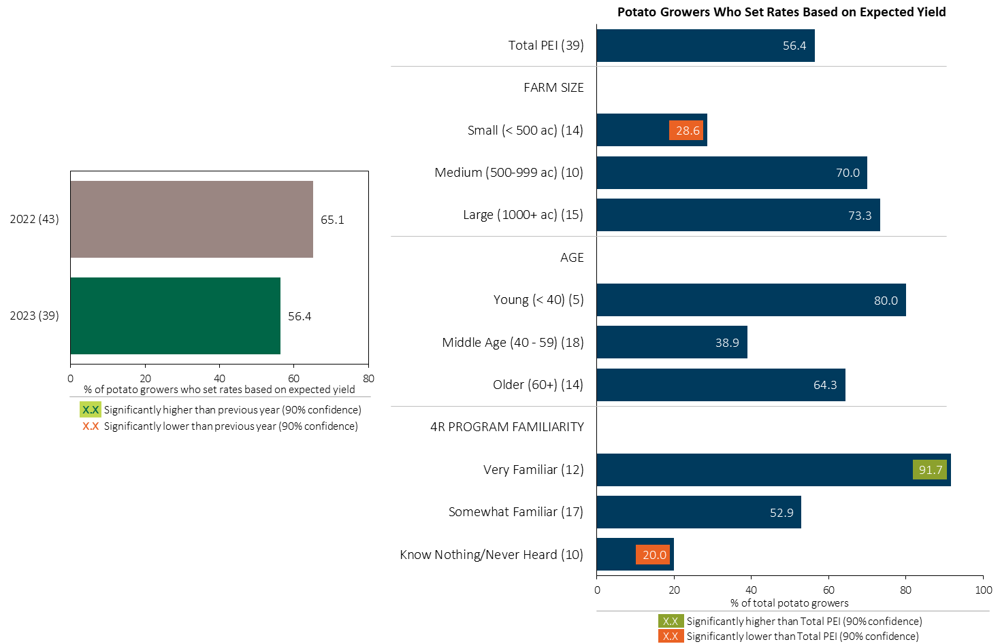 2022 (43)
65.1
2023 (39)
56.4
0 20 40 60 80
% of potato growers who set rates based on expected yield
X.X Significantly higher than previous year (90% confidence)
X.X Significantly lower than previous year (90% confidence)
Potato Growers Who Set Rates Based on Expected Yield
Total PEI (39) 56.4
FARM SIZE
Small (< 500 ac) (14) 28.6
Medium (500-999 ac) (10) 70.0
Large (1000+ ac) (15) 73.3
AGE
Young (< 40) (5) 80.0
Middle Age (40 - 59) (18) 38.9
Older (60+) (14) 64.3
4R PROGRAM FAMILIARITY
Very Familiar (12) 91.7
Somewhat Familiar (17) 52.9
Know Nothing/Never Heard (10) 20.0
0 20 40 60 80 100
% of total potato growers
X.X Significantly higher than Total PEI (90% confidence)
X.X Significantly lower than Total PEI (90% confidence)